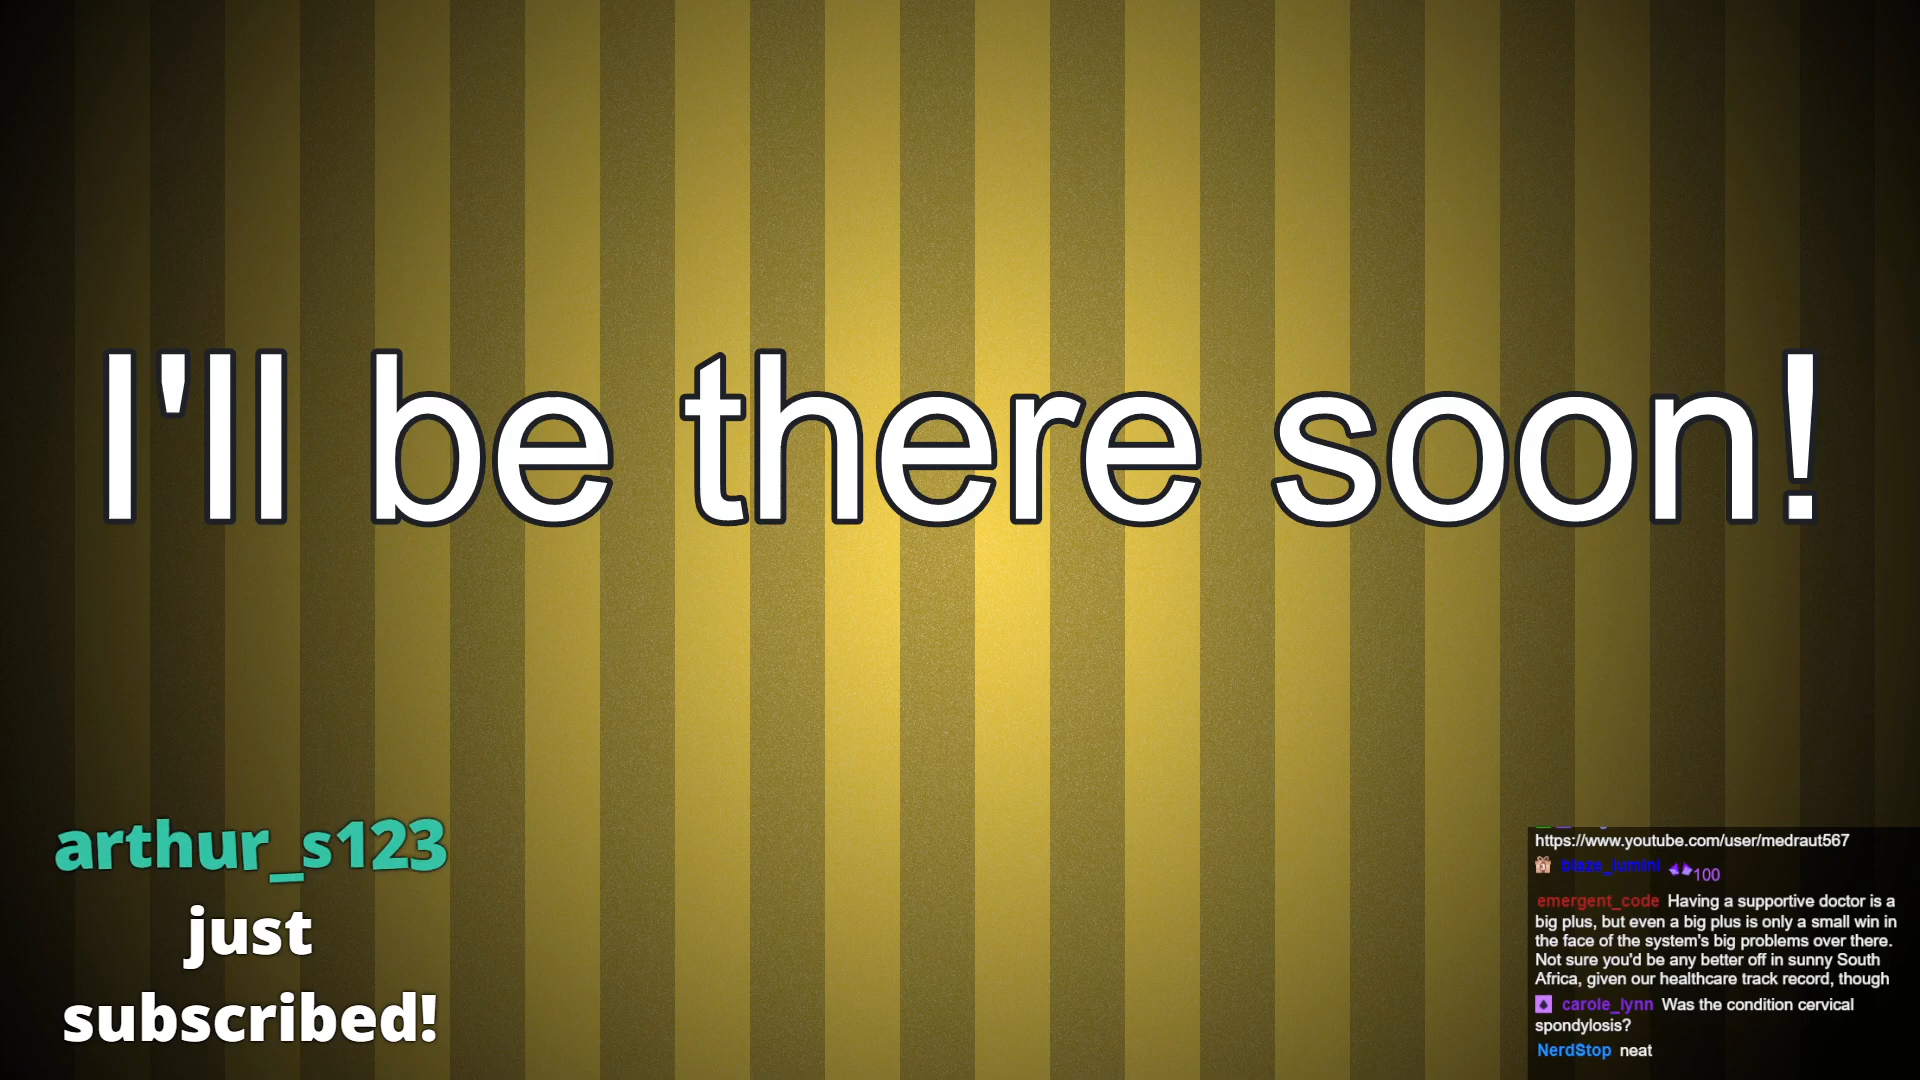 I'll be there soon!
arthur_s123
just
subscribed!
https://www.youtube.com/user/medraut567
blaze_lumini 100
emergent_code Having a supportive doctor is a
big plus, but even a big plus is only a small win in
the face of the system's big problems over there.
Not sure you'd be any better off in sunny South
Africa, given our healthcare track record, though
carole_lynn Was the condition cervical
spondylosis?
NerdStop neat